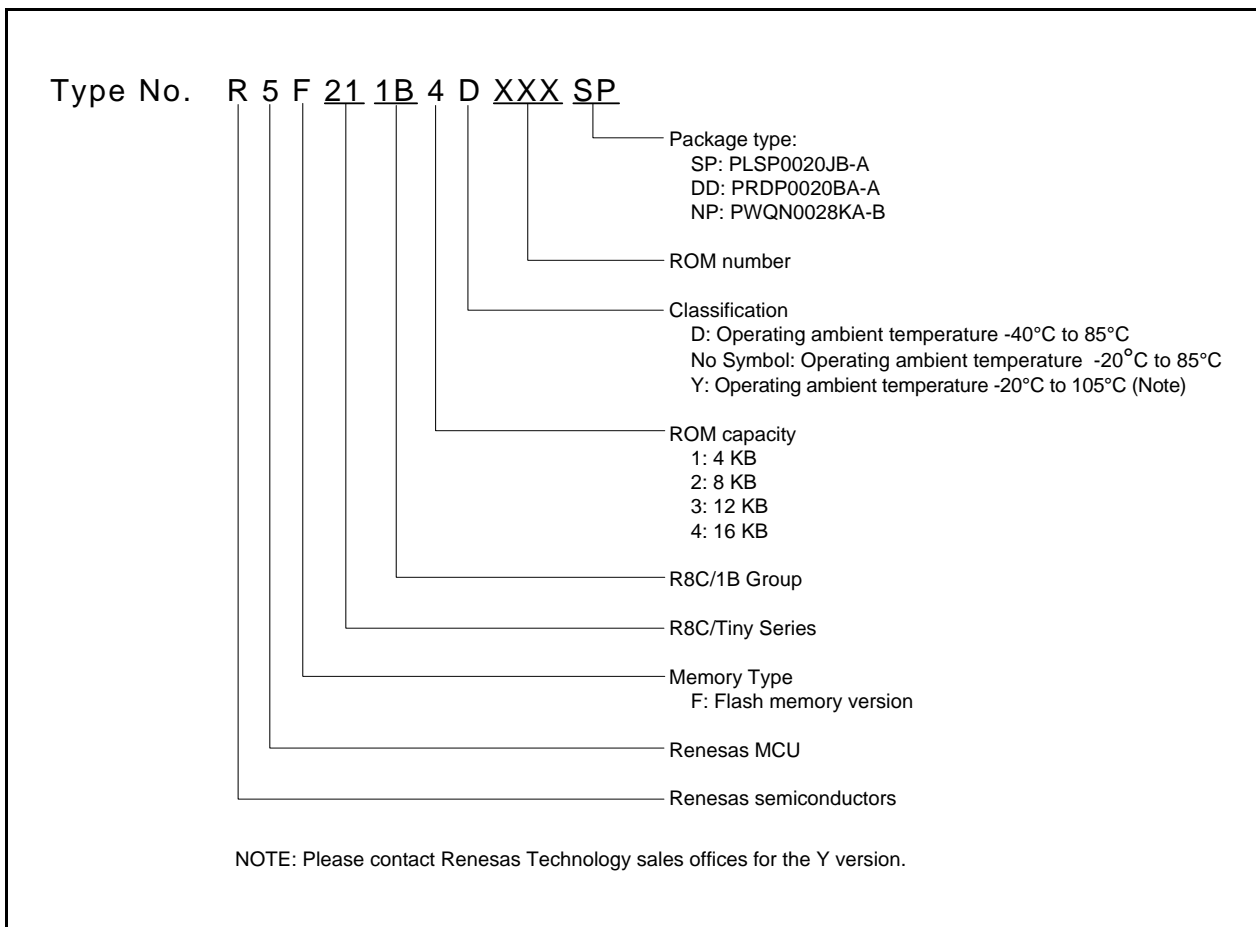 Type No. R 5 F 21 1B 4 D XXX SP
Package type:
SP: PLSP0020JB-A
DD: PRDP0020BA-A
NP: PWQN0028KA-B
ROM number
Classification
D: Operating ambient temperature -40°C to 85°C
No Symbol: Operating ambient temperature -20°C to 85°C
Y: Operating ambient temperature -20°C to 105°C (Note)
ROM capacity
1: 4 KB
2: 8 KB
3: 12 KB
4: 16 KB
R8C/1B Group
R8C/Tiny Series
Memory Type
F: Flash memory version
Renesas MCU
Renesas semiconductors
NOTE: Please contact Renesas Technology sales offices for the Y version.